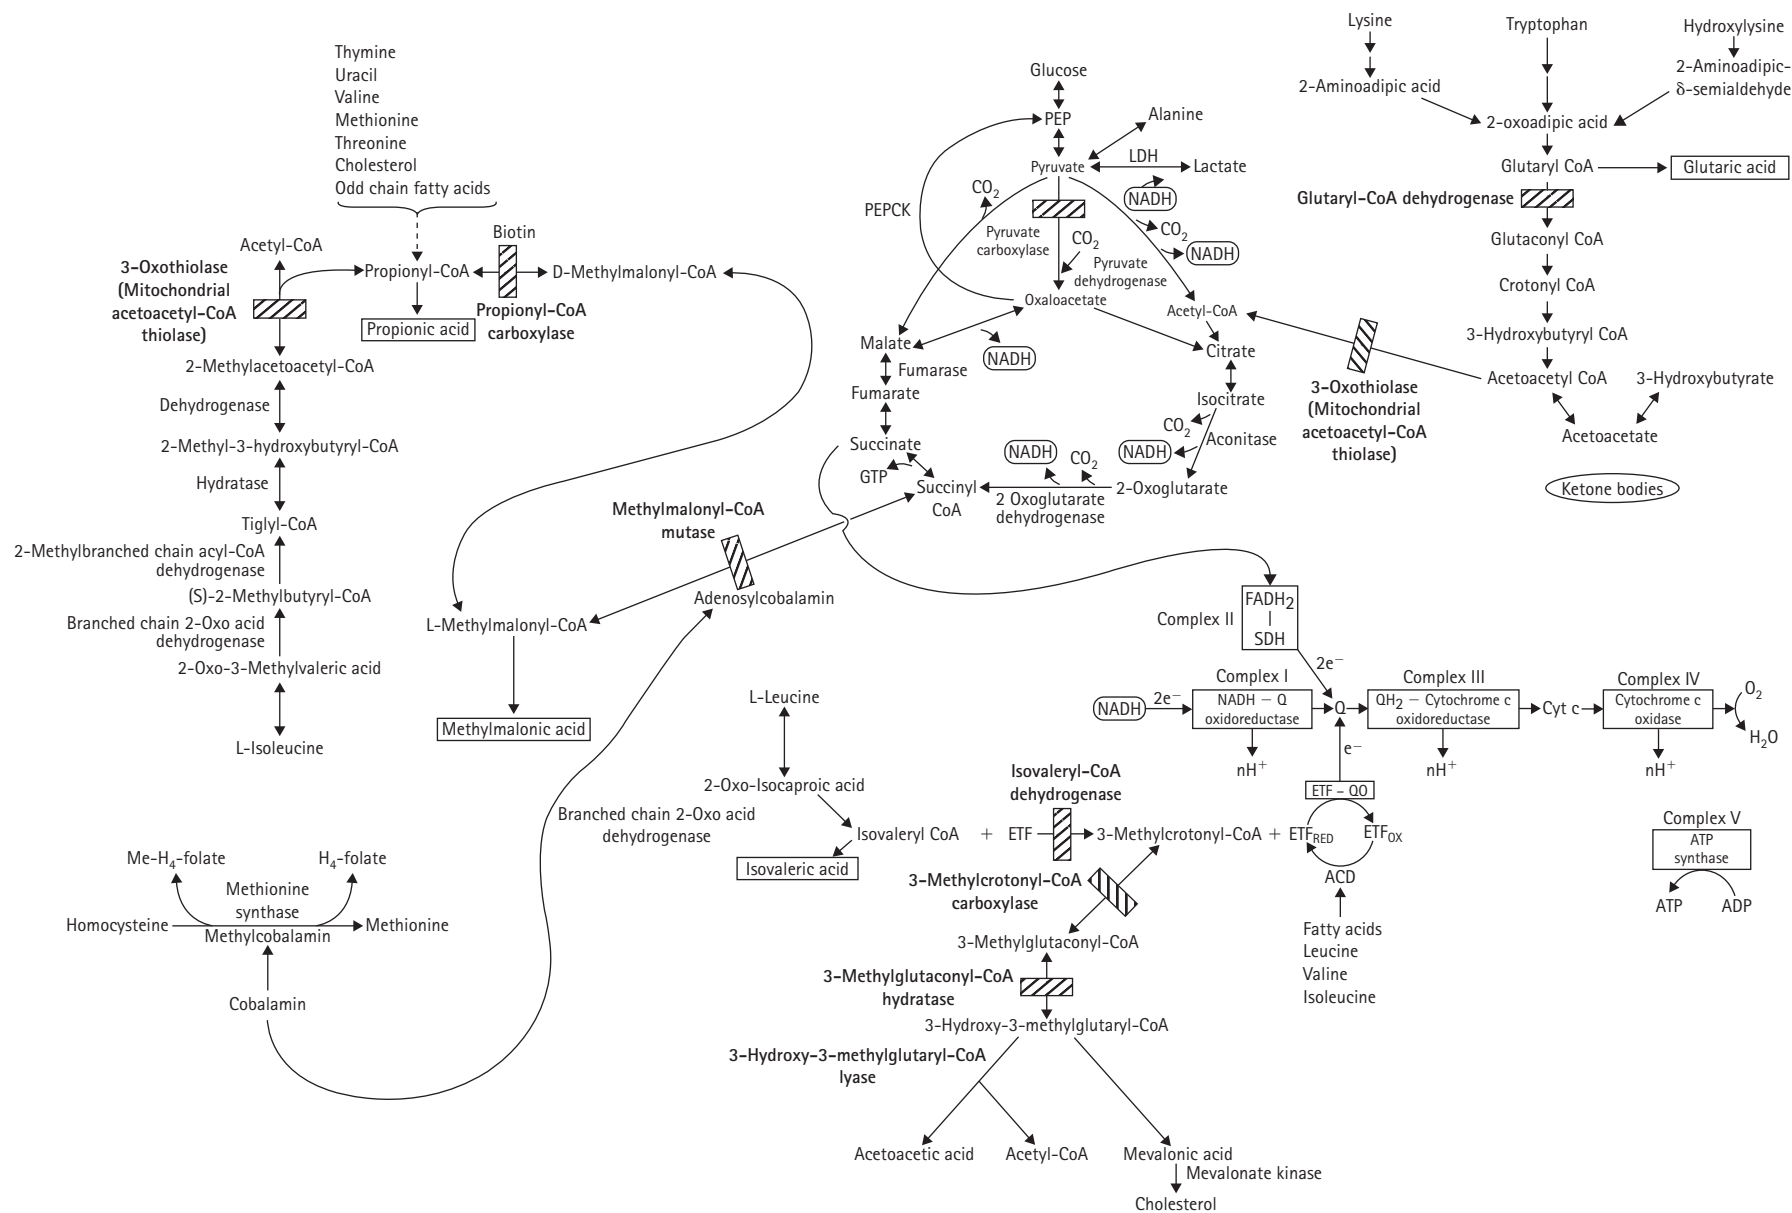 Thymine
Uracil
Valine
Methionine
Threonine
Cholesterol
Odd chain fatty acids
Acetyl-CoA
Biotin
3-Oxothiolase
(Mitochondrial
acetoacetyl-CoA
thiolase)
Propionyl-CoA
D-Methylmalonyl-CoA
Propionyl-CoA
carboxylase
Propionic acid
2-Methylacetoacetyl-CoA
Dehydrogenase
2-Methyl-3-hydroxybutyryl-CoA
Hydratase
Tiglyl-CoA
2-Methylbranched chain acyl-CoA
dehydrogenase
(S)-2-Methylbutyryl-CoA
Branched chain 2-Oxo acid
dehydrogenase
2-Oxo-3-Methylvaleric acid
L-Isoleucine
L-Methylmalonyl-CoA
Methylmalonic acid
Methylmalonyl-CoA
mutase
Adenosylcobalamin
Me-H4-folate
H4-folate
Methionine
synthase
Homocysteine
Methionine
Methylcobalamin
Cobalamin
Glucose
PEP
Alanine
Pyruvate
LDH
Lactate
CO2
NADH
PEPCK
Pyruvate
carboxylase
CO2
CO2
NADH
Pyruvate
dehydrogenase
Oxaloacetate
Acetyl-CoA
Malate
NADH
Citrate
Fumarase
Fumarate
Isocitrate
CO2
Aconitase
NADH
Succinate
GTP
NADH
CO2
Succinyl
CoA
2 Oxoglutarate
dehydrogenase
2-Oxoglutarate
Lysine
Tryptophan
Hydroxylysine
2-Aminoadipic acid
2-Aminoadipic-
δ-semialdehyde
2-oxoadipic acid
Glutaryl CoA
Glutaric acid
Glutaryl-CoA dehydrogenase
Glutaconyl CoA
Crotonyl CoA
3-Hydroxybutyryl CoA
Acetoacetyl CoA
3-Hydroxybutyrate
3-Oxothiolase
(Mitochondrial
acetoacetyl-CoA
thiolase)
Acetoacetate
Ketone bodies
Complex II
FADH2
SDH
2e−
Complex I
Complex III
Complex IV
NADH
2e−
NADH − Q
oxidoreductase
Q
QH2 − Cytochrome c
oxidoreductase
Cyt c
Cytochrome c
oxidase
O2
H2O
nH+
e−
nH+
nH+
ETF − QO
ETFRED
ETFOX
ACD
Fatty acids
Leucine
Valine
Isoleucine
Complex V
ATP
synthase
ATP
ADP
L-Leucine
2-Oxo-Isocaproic acid
Branched chain 2-Oxo acid
dehydrogenase
Isovaleryl CoA
+
ETF
Isovaleryl-CoA
dehydrogenase
3-Methylcrotonyl-CoA
+
Isovaleric acid
3-Methylcrotonyl-CoA
carboxylase
3-Methylglutaconyl-CoA
3-Methylglutaconyl-CoA
hydratase
3-Hydroxy-3-methylglutaryl-CoA
3-Hydroxy-3-methylglutaryl-CoA
lyase
Acetoacetic acid
Acetyl-CoA
Mevalonic acid
Mevalonate kinase
Cholesterol